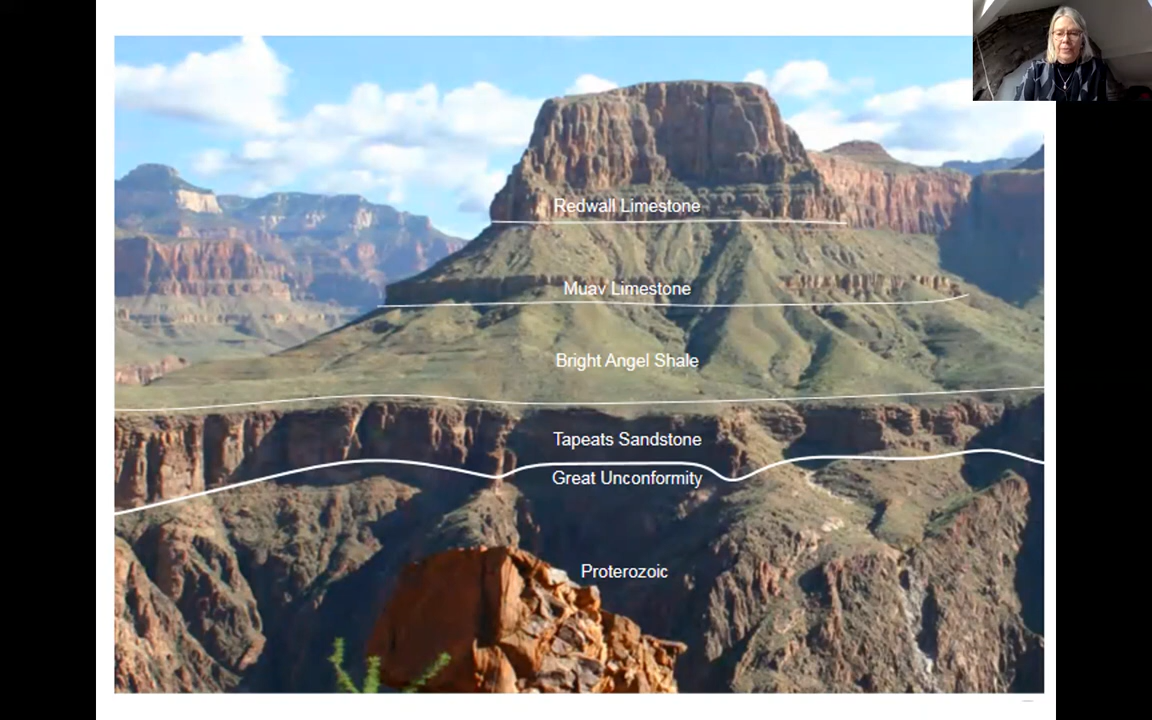 Redwall Limestone
Muav Limestone
Bright Angel Shale
Tapeats Sandstone
Great Unconformity
Proterozoic